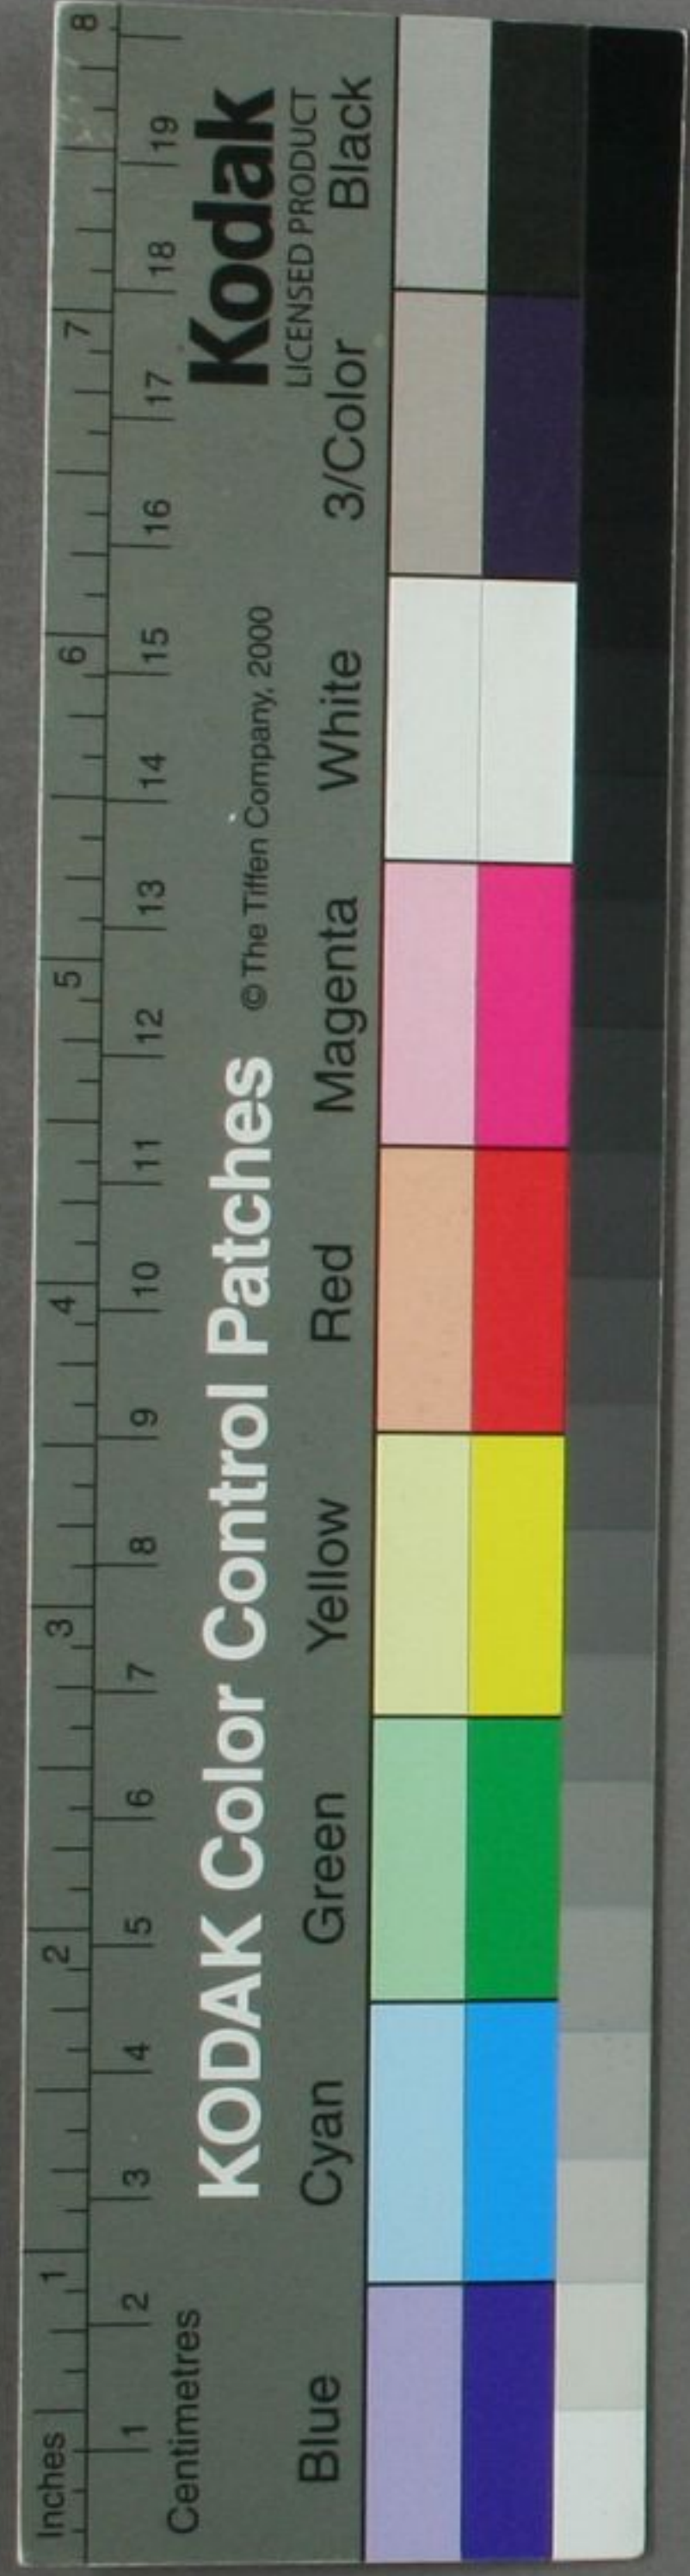 Inches 1 2 3 4 5 6 7 8
1 2 3 4 5 6 7 8 9 10 11 12 13 14 15 16 17 18 19
Centimetres
KODAK Color Control Patches © The Tiffen Company, 2000 Kodak
LICENSED PRODUCT
Blue Cyan Green Yellow Red Magenta White 3/Color Black